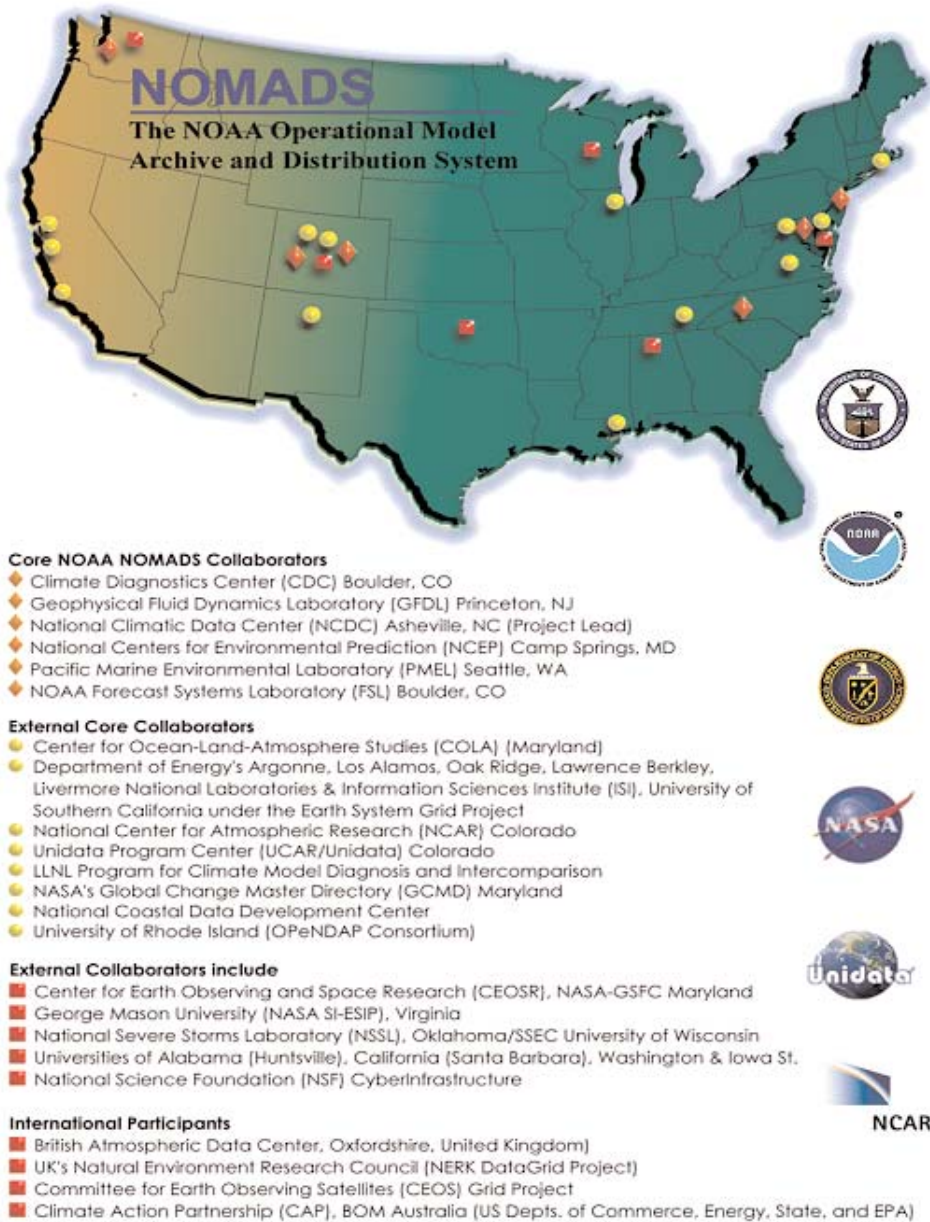 NOMADS
The NOAA Operational Model
Archive and Distribution System
DEPARTMENT OF COMMERCE
UNITED STATES OF AMERICA
NOAA
NASA
Unidata
NCAR
Core NOAA NOMADS Collaborators
Climate Diagnostics Center (CDC) Boulder, CO
Geophysical Fluid Dynamics Laboratory (GFDL) Princeton, NJ
National Climatic Data Center (NCDC) Asheville, NC (Project Lead)
National Centers for Environmental Prediction (NCEP) Camp Springs, MD
Pacific Marine Environmental Laboratory (PMEL) Seattle, WA
NOAA Forecast Systems Laboratory (FSL) Boulder, CO
External Core Collaborators
Center for Ocean-Land-Atmosphere Studies (COLA) (Maryland)
Department of Energy's Argonne, Los Alamos, Oak Ridge, Lawrence Berkley,
Livermore National Laboratories & Information Sciences Institute (ISI), University of
Southern California under the Earth System Grid Project
National Center for Atmospheric Research (NCAR) Colorado
Unidata Program Center (UCAR/Unidata) Colorado
LLNL Program for Climate Model Diagnosis and Intercomparison
NASA's Global Change Master Directory (GCMD) Maryland
National Coastal Data Development Center
University of Rhode Island (OPeNDAP Consortium)
External Collaborators include
Center for Earth Observing and Space Research (CEOSR), NASA-GSFC Maryland
George Mason University (NASA SI-ESIP), Virginia
National Severe Storms Laboratory (NSSL), Oklahoma/SSEC University of Wisconsin
Universities of Alabama (Huntsville), California (Santa Barbara), Washington & Iowa St.
National Science Foundation (NSF) CyberInfrastructure
International Participants
British Atmospheric Data Center, Oxfordshire, United Kingdom)
UK's Natural Environment Research Council (NERK DataGrid Project)
Committee for Earth Observing Satellites (CEOS) Grid Project
Climate Action Partnership (CAP), BOM Australia (US Depts. of Commerce, Energy, State, and EPA)